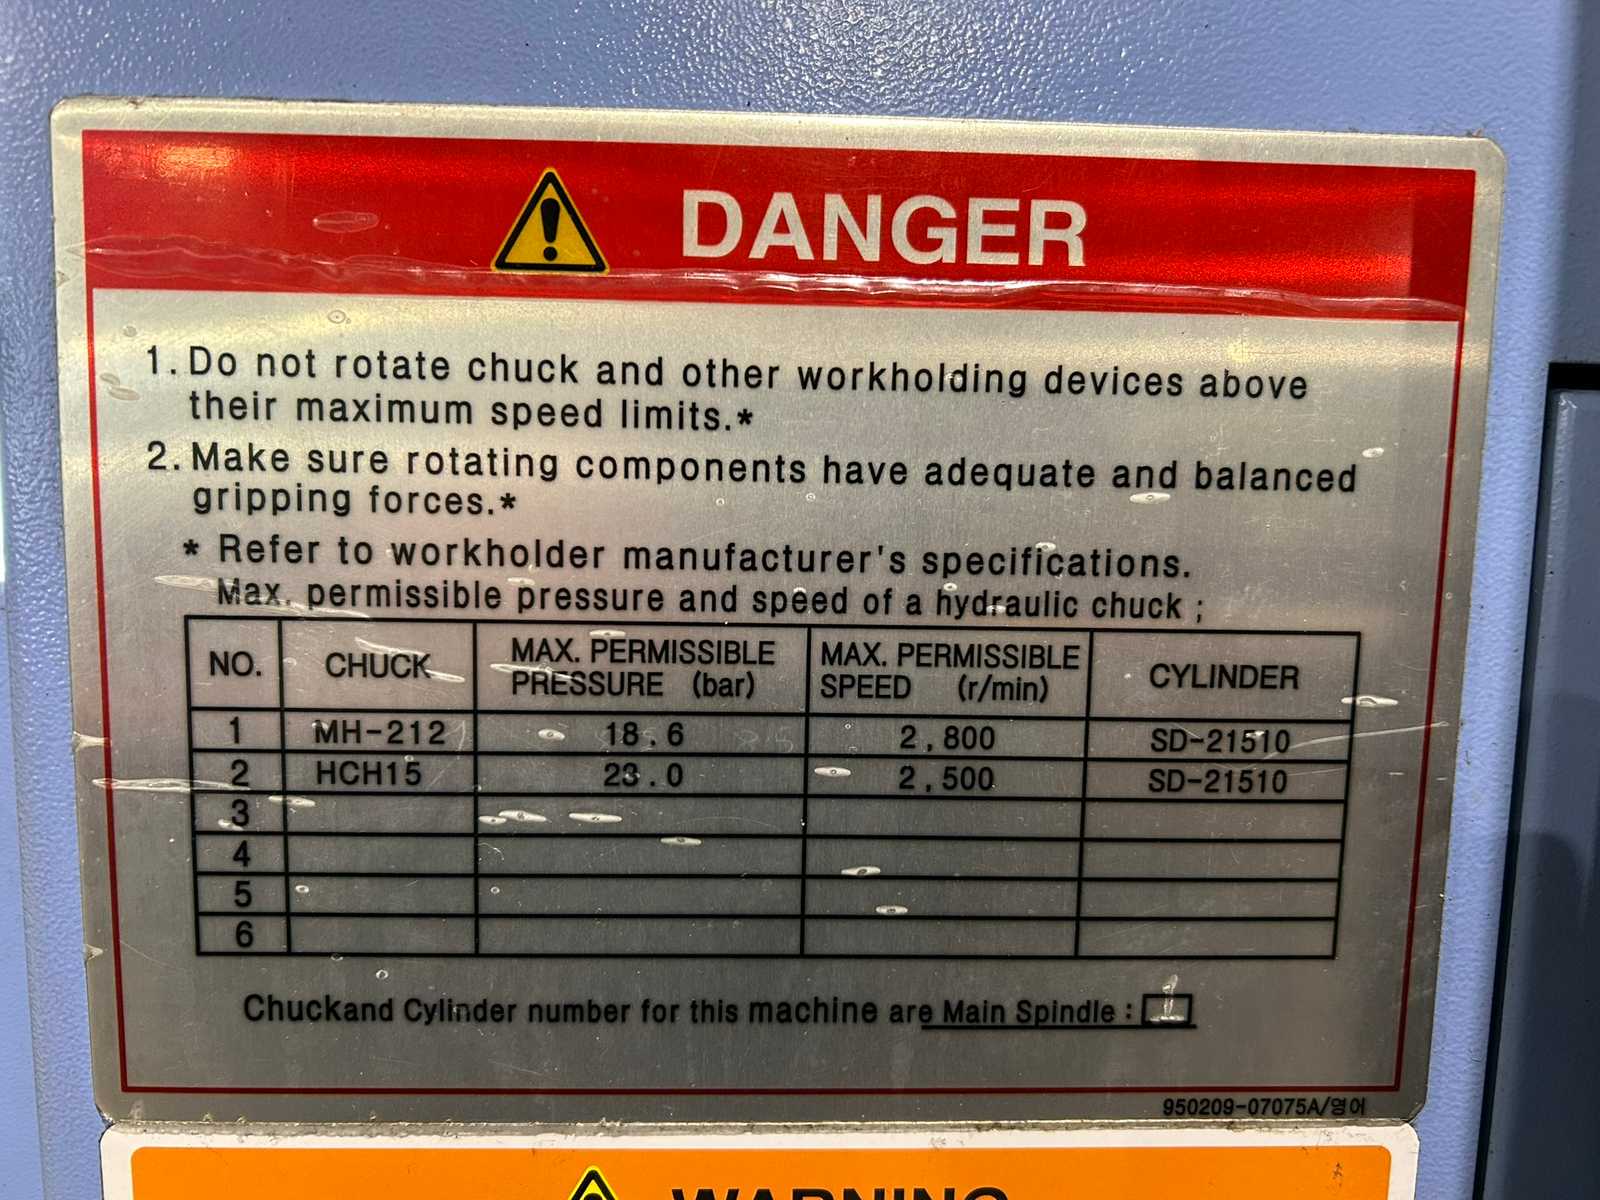 DANGER
1. Do not rotate chuck and other workholding devices above
their maximum speed limits.*
2. Make sure rotating components have adequate and balanced
gripping forces.*
* Refer to workholder manufacturer's specifications.
Max. permissible pressure and speed of a hydraulic chuck ;
NO. CHUCK MAX. PERMISSIBLE PRESSURE (bar) MAX. PERMISSIBLE SPEED (r/min) CYLINDER
1 MH-212 18.6 2,800 SD-21510
2 HCH15 23.0 2,500 SD-21510
3
4
5
6
Chuckand Cylinder number for this machine are Main Spindle : 1
950209-07075A/영어
WARNING